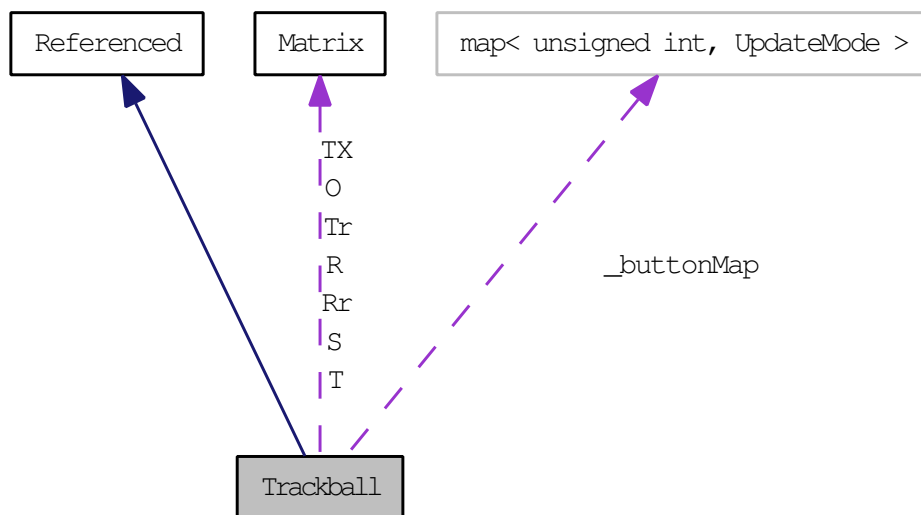 Referenced
Matrix
map< unsigned int, UpdateMode >
TX
O
Tr
R
Rr
S
T
_buttonMap
Trackball